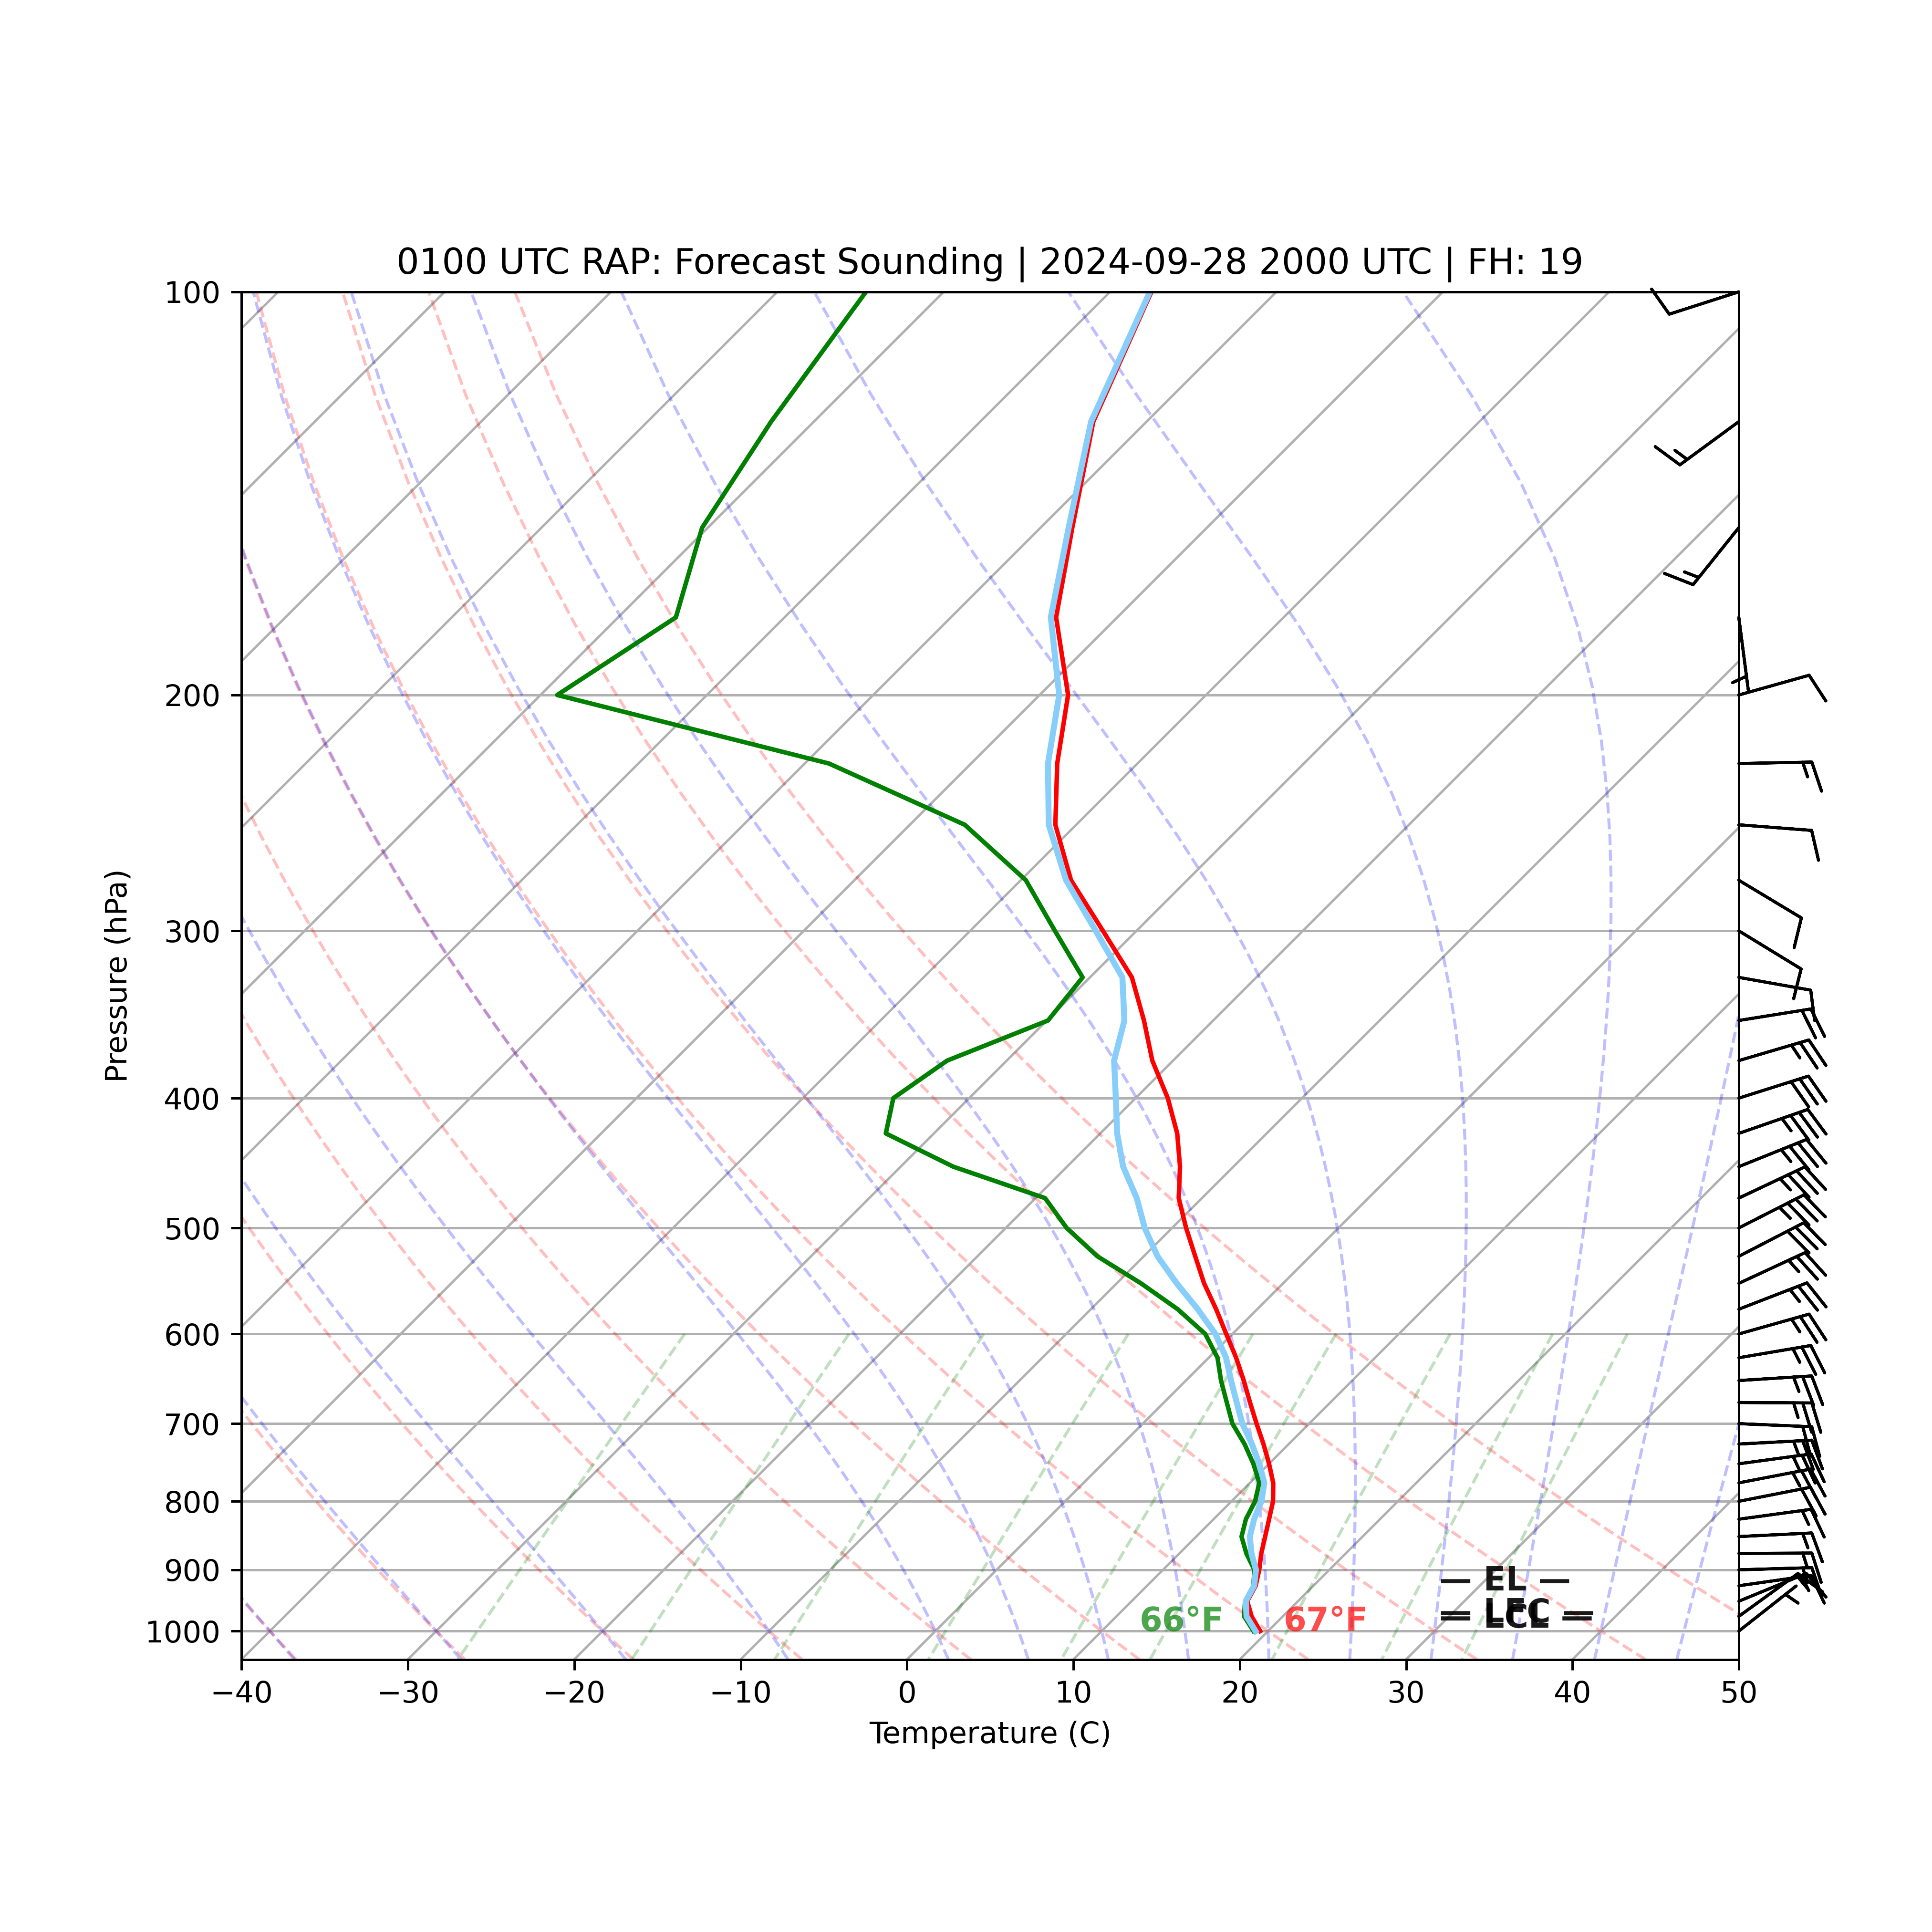 0100 UTC RAP: Forecast Sounding | 2024-09-28 2000 UTC | FH: 19
100
200
300
400
500
600
700
800
900
1000
Pressure (hPa)
— EL —
— LFC —
— LCL —
66°F 67°F
−40 −30 −20 −10 0 10 20 30 40 50
Temperature (C)